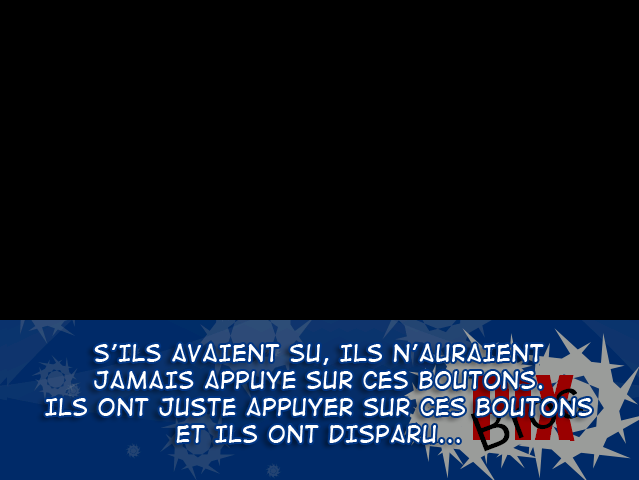 S'ILS AVAIENT SU, ILS N'AURAIENT
JAMAIS APPUYE SUR CES BOUTONS.
ILS ONT JUSTE APPUYER SUR CES BOUTONS
ET ILS ONT DISPARU...